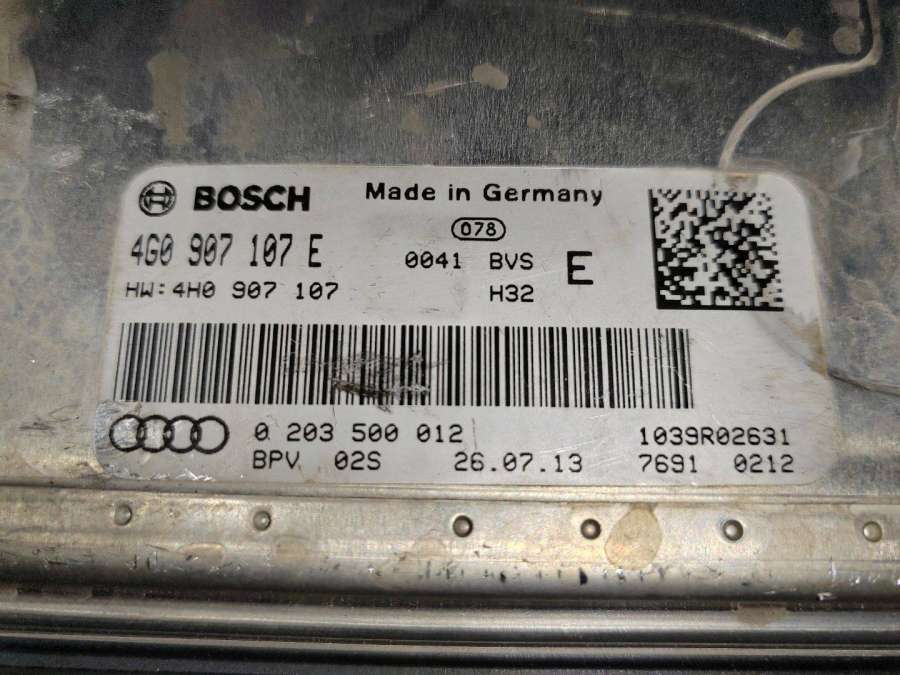 BOSCH Made in Germany
078
4G0 907 107 E 0041 BVS E
HW:4H0 907 107 H32
0 203 500 012 1039R02631
BPV 02S 26.07.13 7691 0212